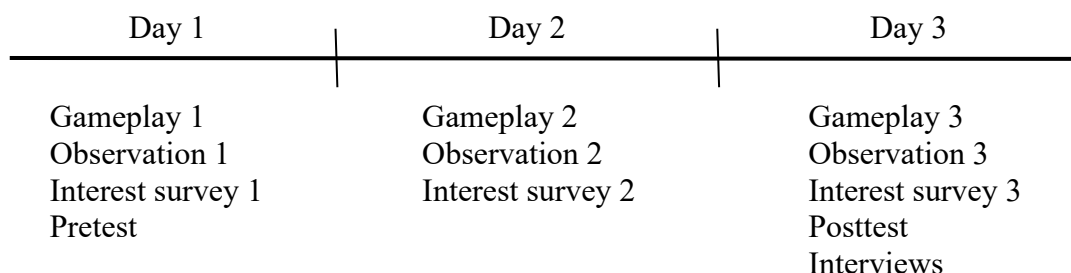 Day 1
Day 2
Day 3
Gameplay 1
Observation 1
Interest survey 1
Pretest
Gameplay 2
Observation 2
Interest survey 2
Gameplay 3
Observation 3
Interest survey 3
Posttest
Interviews